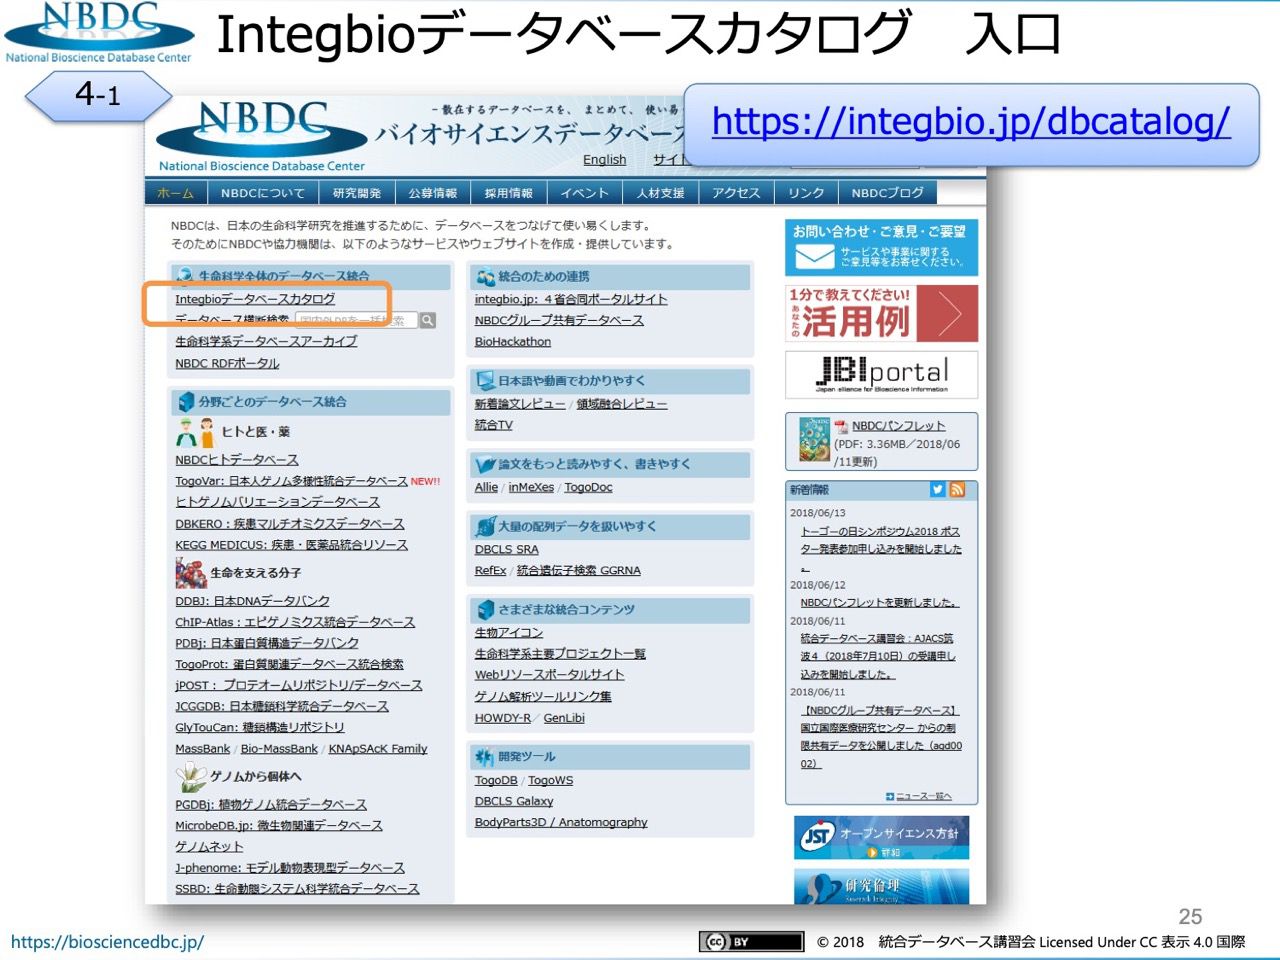 NBDC
National Bioscience Database Center
Integbioデータベースカタログ　入口
4-1
https://integbio.jp/dbcatalog/
NBDC
National Bioscience Database Center
－散在するデータベースを、まとめて、使い易
バイオサイエンスデータベース
English サイト
ホーム NBDCについて 研究開発 公募情報 採用情報 イベント 人材支援 アクセス リンク NBDCブログ
NBDCは、日本の生命科学研究を推進するために、データベースをつなげて使い易くします。
そのためにNBDCや協力機関は、以下のようなサービスやウェブサイトを作成・提供しています。
生命科学全体のデータベース統合
Integbioデータベースカタログ
データベース横断検索
生命科学系データベースアーカイブ
NBDC RDFポータル
分野ごとのデータベース統合
ヒトと医・薬
NBDCヒトデータベース
TogoVar: 日本人ゲノム多様性統合データベース NEW!!
ヒトゲノムバリエーションデータベース
DBKERO：疾患マルチオミクスデータベース
KEGG MEDICUS: 疾患・医薬品統合リソース
生命を支える分子
DDBJ: 日本DNAデータバンク
ChIP-Atlas：エピゲノミクス統合データベース
PDBj: 日本蛋白質構造データバンク
TogoProt: 蛋白質関連データベース統合検索
jPOST： プロテオームリポジトリ/データベース
JCGGDB: 日本糖鎖科学統合データベース
GlyTouCan: 糖鎖構造リポジトリ
MassBank / Bio-MassBank / KNApSAcK Family
ゲノムから個体へ
PGDBj: 植物ゲノム統合データベース
MicrobeDB.jp: 微生物関連データベース
ゲノムネット
J-phenome: モデル動物表現型データベース
SSBD: 生命動態システム科学統合データベース
統合のための連携
integbio.jp: ４省合同ポータルサイト
NBDCグループ共有データベース
BioHackathon
日本語や動画でわかりやすく
新着論文レビュー / 領域融合レビュー
統合TV
論文をもっと読みやすく、書きやすく
Allie / inMeXes / TogoDoc
大量の配列データを扱いやすく
DBCLS SRA
RefEx / 統合遺伝子検索 GGRNA
さまざまな統合コンテンツ
生物アイコン
生命科学系主要プロジェクト一覧
Webリソースポータルサイト
ゲノム解析ツールリンク集
HOWDY-R／ GenLibi
開発ツール
TogoDB / TogoWS
DBCLS Galaxy
BodyParts3D / Anatomography
お問い合わせ・ご意見・ご要望
サービスや事業に関する
ご意見等をお寄せください。
1分で教えてください!
あなたの
活用例
JBIportal
Japan alliance for Bioscience Information
NBDCパンフレット
(PDF: 3.36MB／2018/06
/11更新)
新着情報
2018/06/13
トーゴーの日シンポジウム2018 ポス
ター発表参加申し込みを開始しました
。
2018/06/12
NBDCパンフレットを更新しました。
2018/06/11
統合データベース講習会：AJACS筑
波４（2018年7月10日）の受講申し
込みを開始しました。
2018/06/11
【NBDCグループ共有データベース】
国立国際医療研究センター からの制
限共有データを公開しました（agd00
02）
ニュース一覧へ
JST オープンサイエンス方針
詳細
研究倫理
Research Integrity
25
https://biosciencedbc.jp/
CC BY
© 2018　統合データベース講習会 Licensed Under CC 表示 4.0 国際